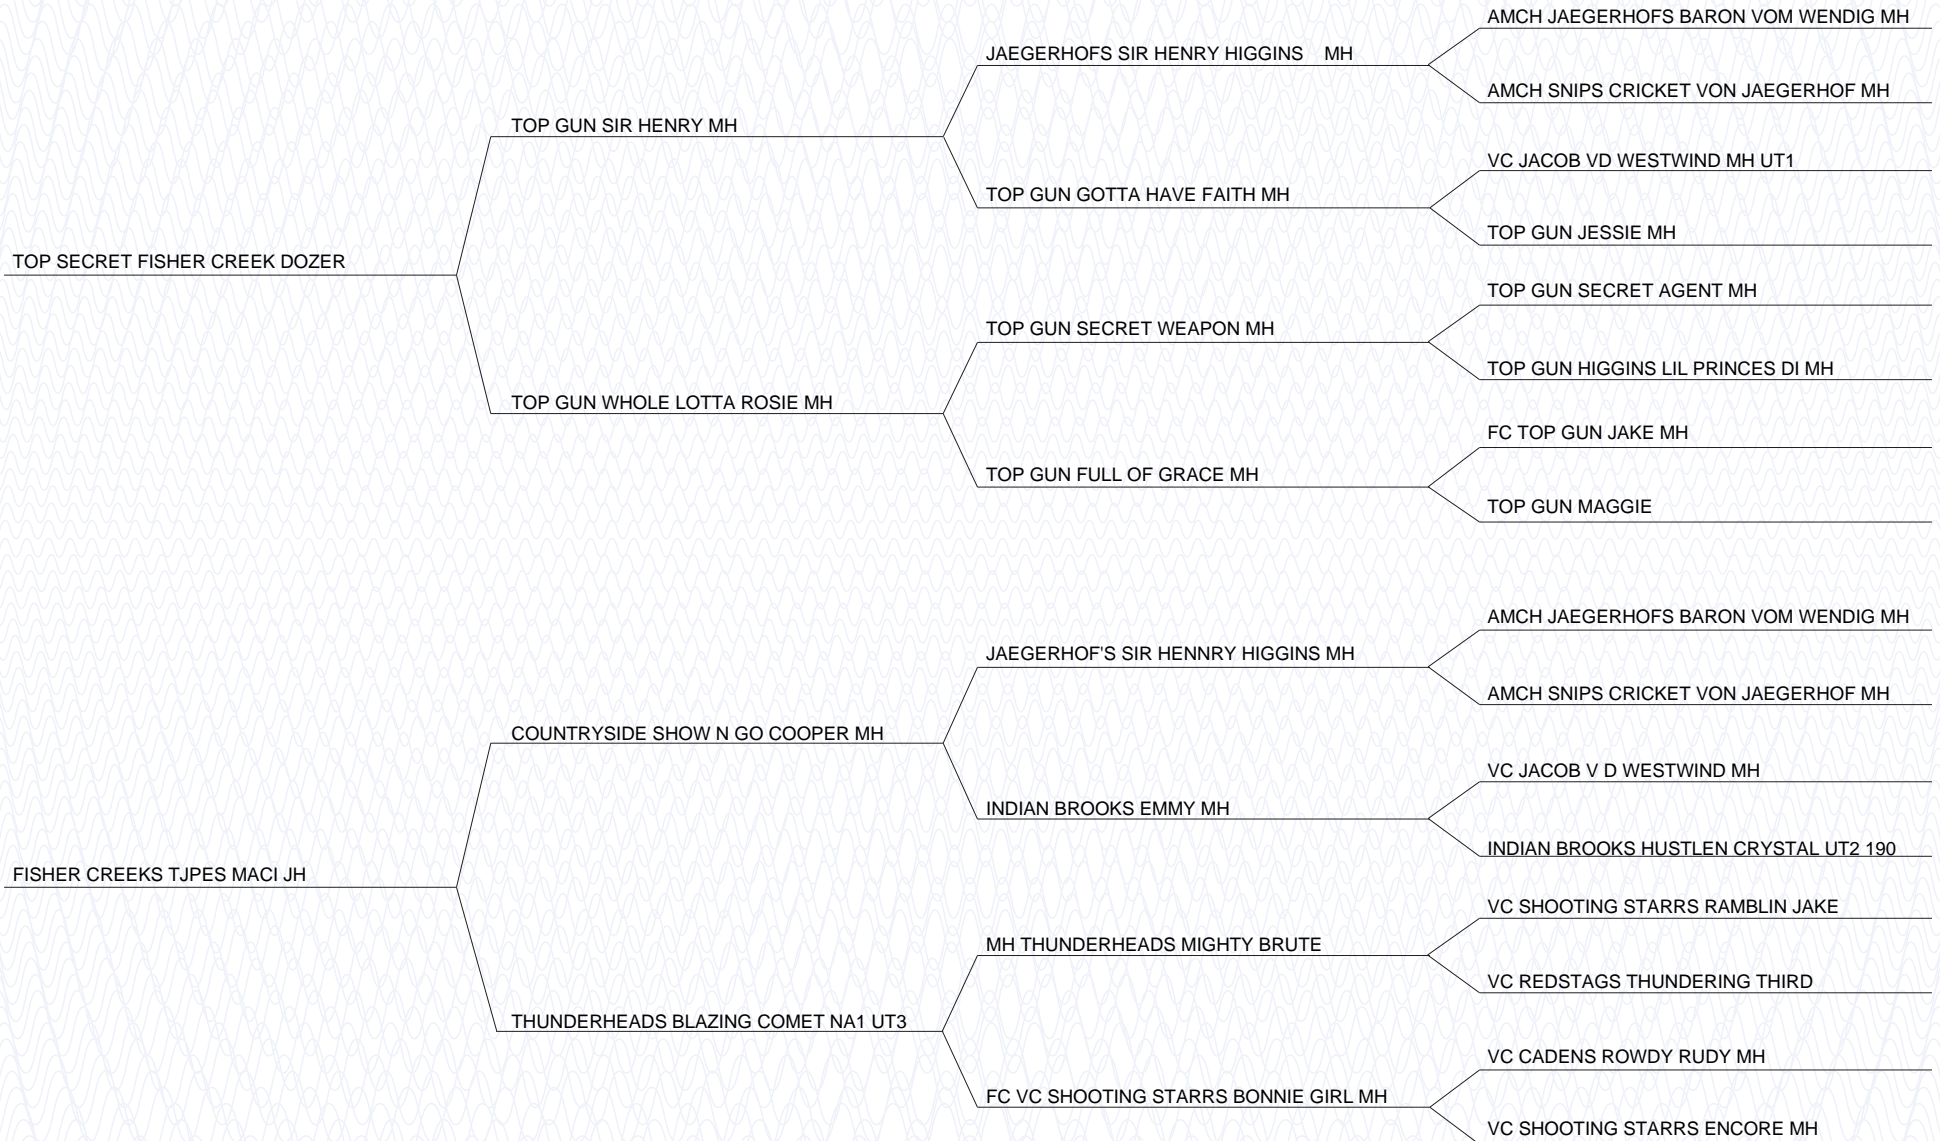 AMCH JAEGERHOFS BARON VOM WENDIG MH
JAEGERHOFS SIR HENRY HIGGINS MH
AMCH SNIPS CRICKET VON JAEGERHOF MH
TOP GUN SIR HENRY MH
VC JACOB VD WESTWIND MH UT1
TOP GUN GOTTA HAVE FAITH MH
TOP GUN JESSIE MH
TOP SECRET FISHER CREEK DOZER
TOP GUN SECRET AGENT MH
TOP GUN SECRET WEAPON MH
TOP GUN HIGGINS LIL PRINCES DI MH
TOP GUN WHOLE LOTTA ROSIE MH
FC TOP GUN JAKE MH
TOP GUN FULL OF GRACE MH
TOP GUN MAGGIE
AMCH JAEGERHOFS BARON VOM WENDIG MH
JAEGERHOF'S SIR HENNRY HIGGINS MH
AMCH SNIPS CRICKET VON JAEGERHOF MH
COUNTRYSIDE SHOW N GO COOPER MH
VC JACOB V D WESTWIND MH
INDIAN BROOKS EMMY MH
INDIAN BROOKS HUSTLEN CRYSTAL UT2 190
FISHER CREEKS TJPES MACI JH
VC SHOOTING STARRS RAMBLIN JAKE
MH THUNDERHEADS MIGHTY BRUTE
VC REDSTAGS THUNDERING THIRD
THUNDERHEADS BLAZING COMET NA1 UT3
VC CADENS ROWDY RUDY MH
FC VC SHOOTING STARRS BONNIE GIRL MH
VC SHOOTING STARRS ENCORE MH